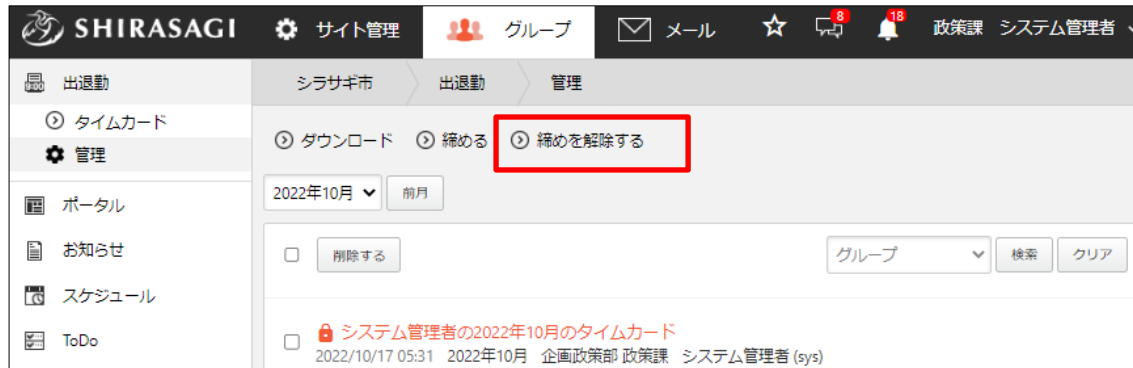 SHIRASAGI サイト管理 グループ メール 8 18 政策課 システム管理者
出退勤
タイムカード
管理
ポータル
お知らせ
スケジュール
ToDo
シラサギ市 出退勤 管理
ダウンロード 締める 締めを解除する
2022年10月 前月
削除する グループ 検索 クリア
システム管理者の2022年10月のタイムカード
2022/10/17 05:31 2022年10月 企画政策部 政策課 システム管理者 (sys)